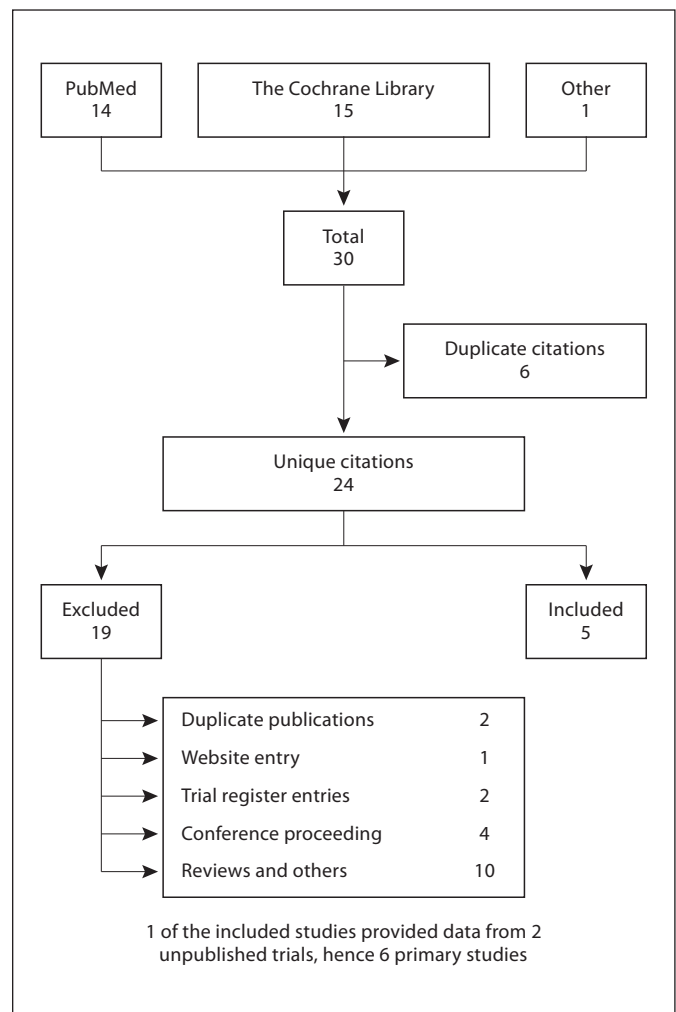 PubMed
14
The Cochrane Library
15
Other
1
Total
30
Duplicate citations
6
Unique citations
24
Excluded
19
Included
5
Duplicate publications 2
Website entry 1
Trial register entries 2
Conference proceeding 4
Reviews and others 10
1 of the included studies provided data from 2
unpublished trials, hence 6 primary studies